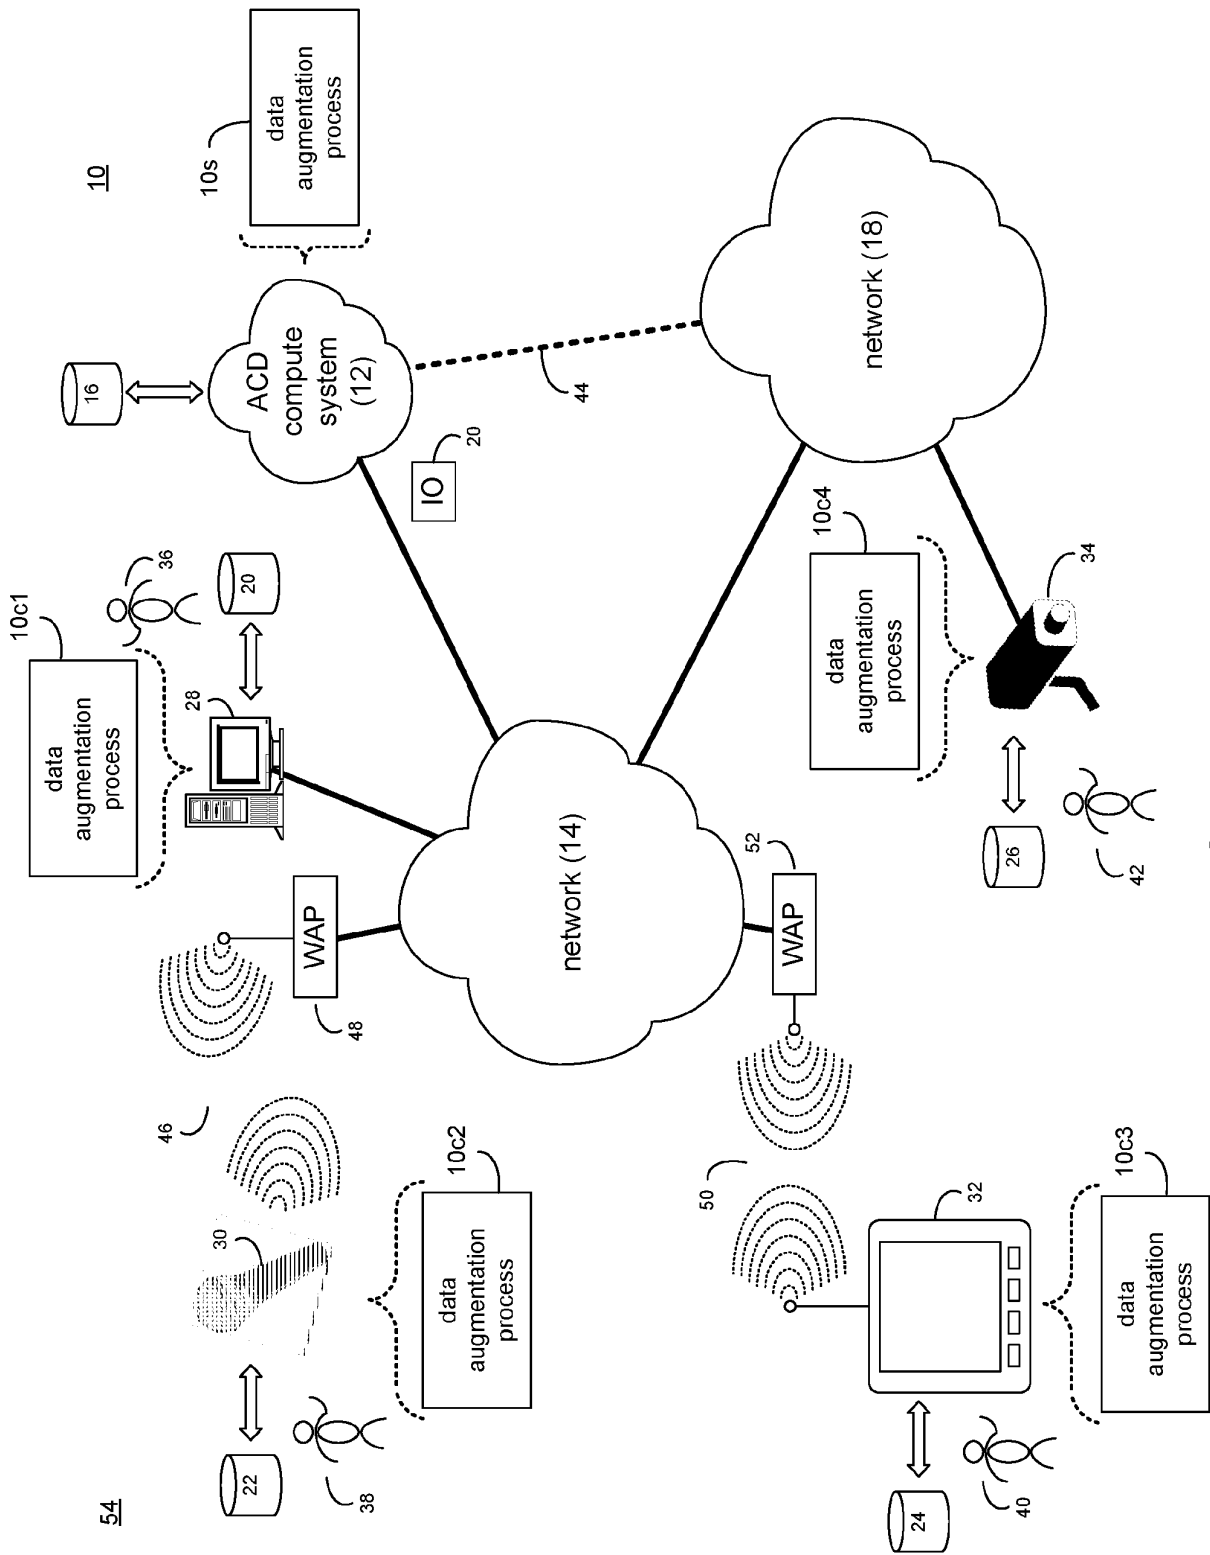 10
10s
data
augmentation
process
16
ACD
compute
system
(12)
44
network (18)
IO
20
10c1
data
augmentation
process
36
20
28
10c4
data
augmentation
process
34
26
42
network (14)
WAP
48
WAP
52
46
50
54
30
22
38
10c2
data
augmentation
process
32
24
40
10c3
data
augmentation
process